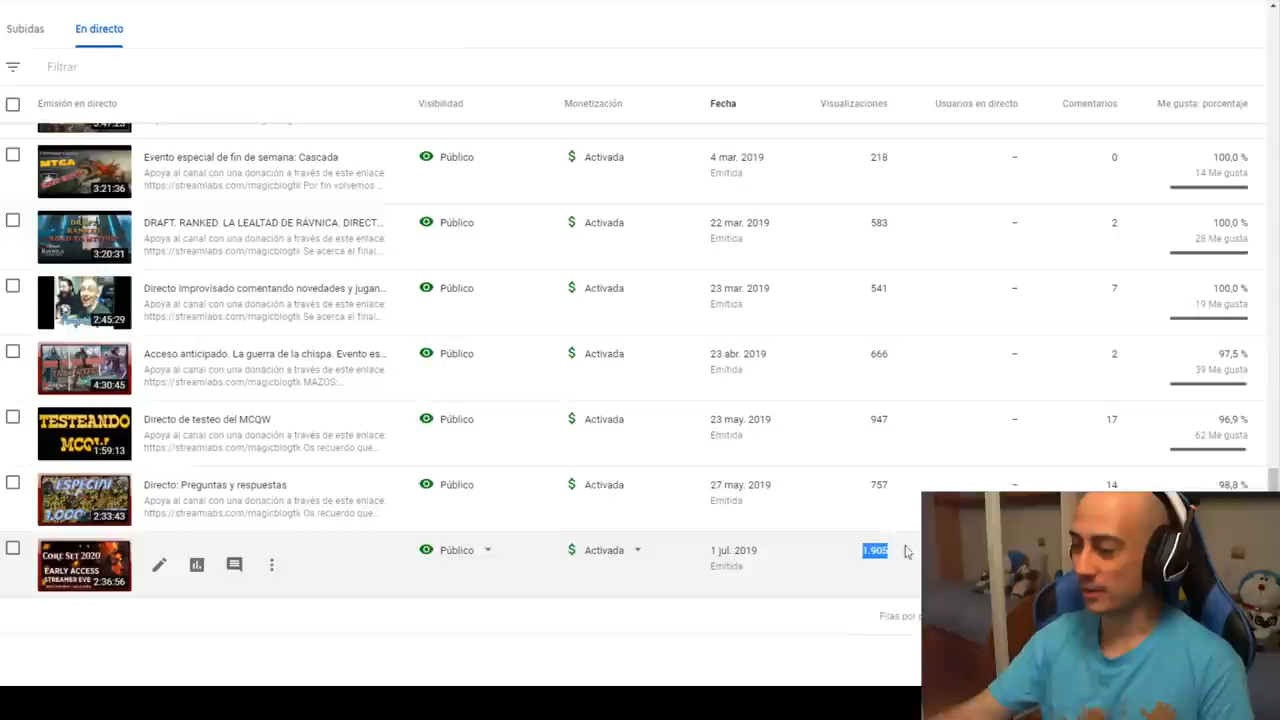 Subidas
En directo
Filtrar
Emisión en directo
Visibilidad
Monetización
Fecha
Visualizaciones
Usuarios en directo
Comentarios
Me gusta: porcentaje
MTGA
3:21:36
Evento especial de fin de semana: Cascada
Apoya al canal con una donación a través de este enlace:
https://streamlabs.com/magicblogtk Por fin volvemos ...
Público
Activada
4 mar. 2019
Emitida
218
–
0
100,0 %
14 Me gusta
3:20:31
DRAFT. RANKED. LA LEALTAD DE RÁVNICA. DIRECT...
Apoya al canal con una donación a través de este enlace:
https://streamlabs.com/magicblogtk Se acerca el final...
Público
Activada
22 mar. 2019
Emitida
583
–
2
100,0 %
28 Me gusta
2:45:29
Directo improvisado comentando novedades y jugan...
Apoya al canal con una donación a través de este enlace:
https://streamlabs.com/magicblogtk Se acerca el final...
Público
Activada
23 mar. 2019
Emitida
541
–
7
100,0 %
19 Me gusta
4:30:45
Acceso anticipado. La guerra de la chispa. Evento es...
Apoya al canal con una donación a través de este enlace:
https://streamlabs.com/magicblogtk MAZOS:...
Público
Activada
23 abr. 2019
Emitida
666
–
2
97,5 %
39 Me gusta
TESTEANDO
MCQW
1:59:13
Directo de testeo del MCQW
Apoya al canal con una donación a través de este enlace:
https://streamlabs.com/magicblogtk Os recuerdo que...
Público
Activada
23 may. 2019
Emitida
947
–
17
96,9 %
62 Me gusta
ESPECIAL
1.000
2:33:43
Directo: Preguntas y respuestas
Apoya al canal con una donación a través de este enlace:
https://streamlabs.com/magicblogtk Os recuerdo que...
Público
Activada
27 may. 2019
Emitida
757
–
14
98,8 %
CORE SET 2020
EARLY ACCESS
STREAMER EVE
2:36:56
Público
Activada
1 jul. 2019
Emitida
1.905
Filas por p